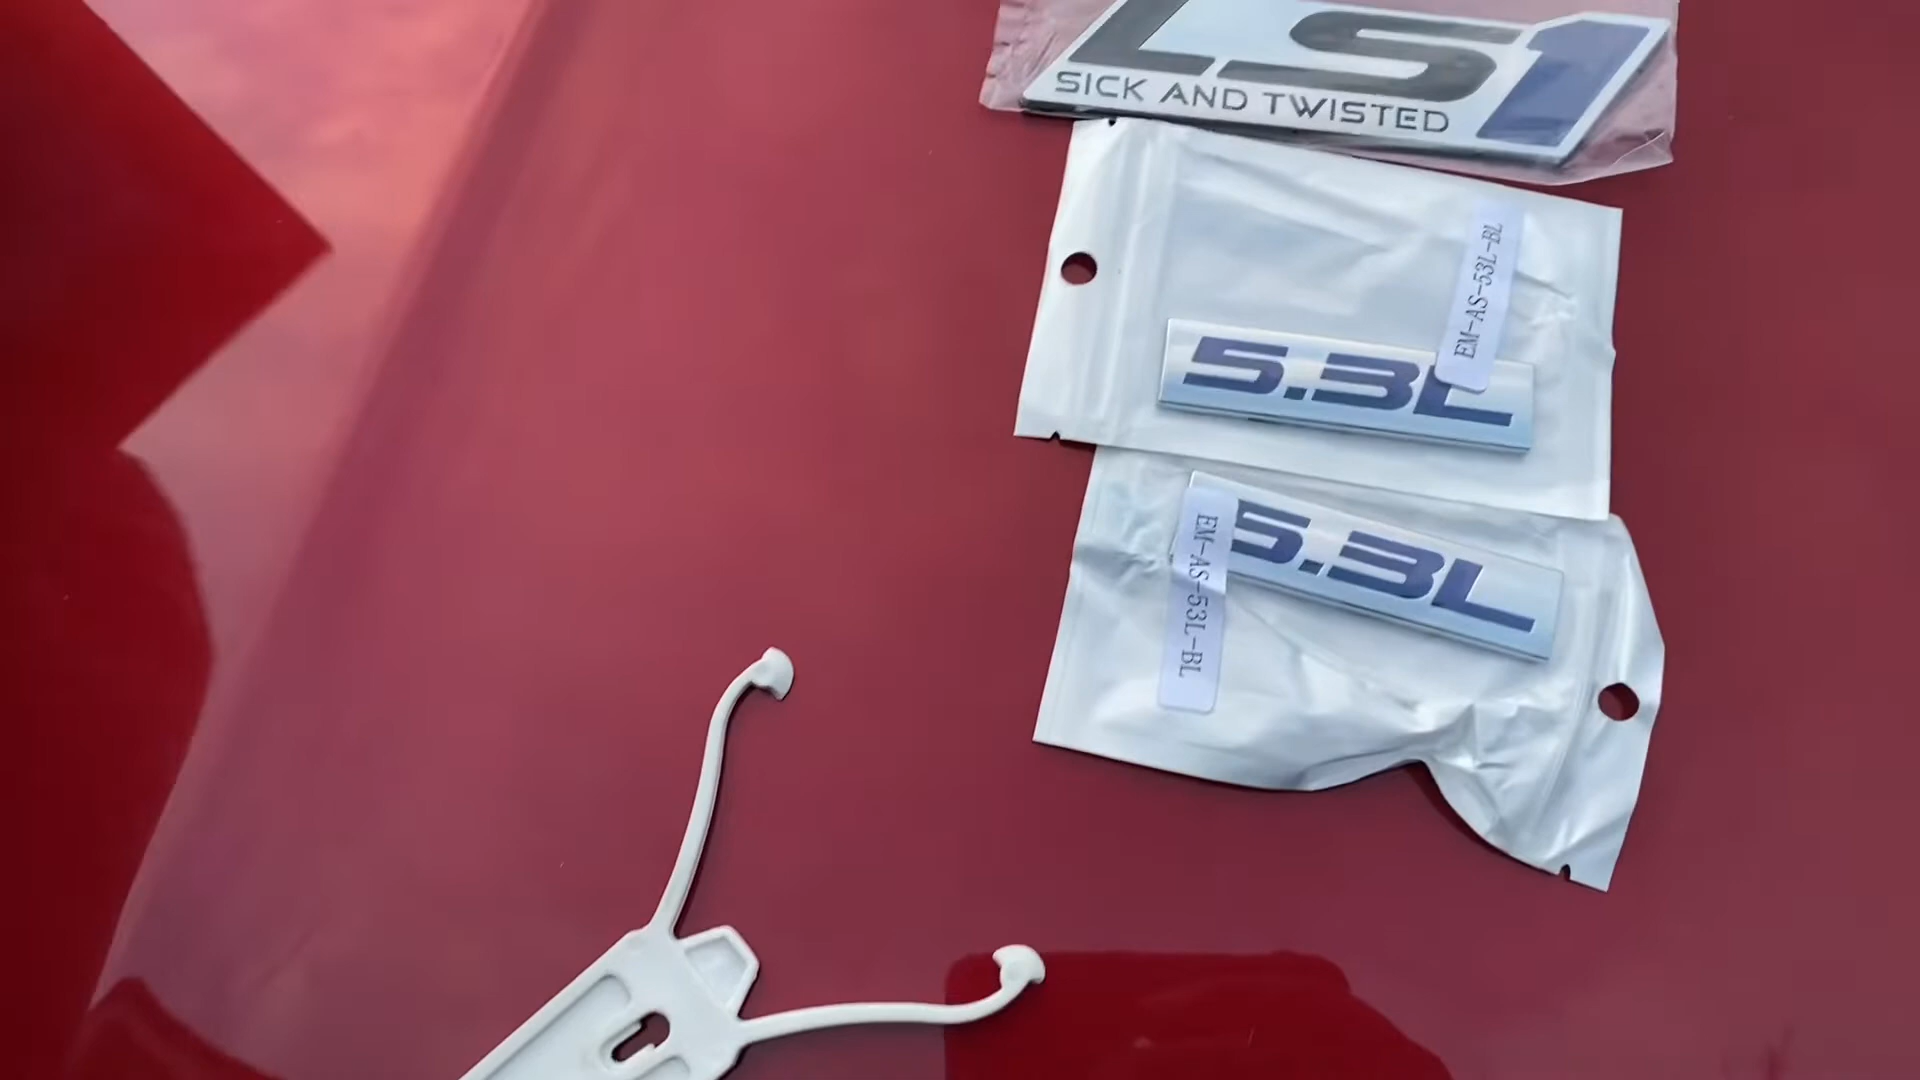 LS1
SICK AND TWISTED
EM-AS-53L-BL
5.3L
5.3L
EM-AS-53L-BL